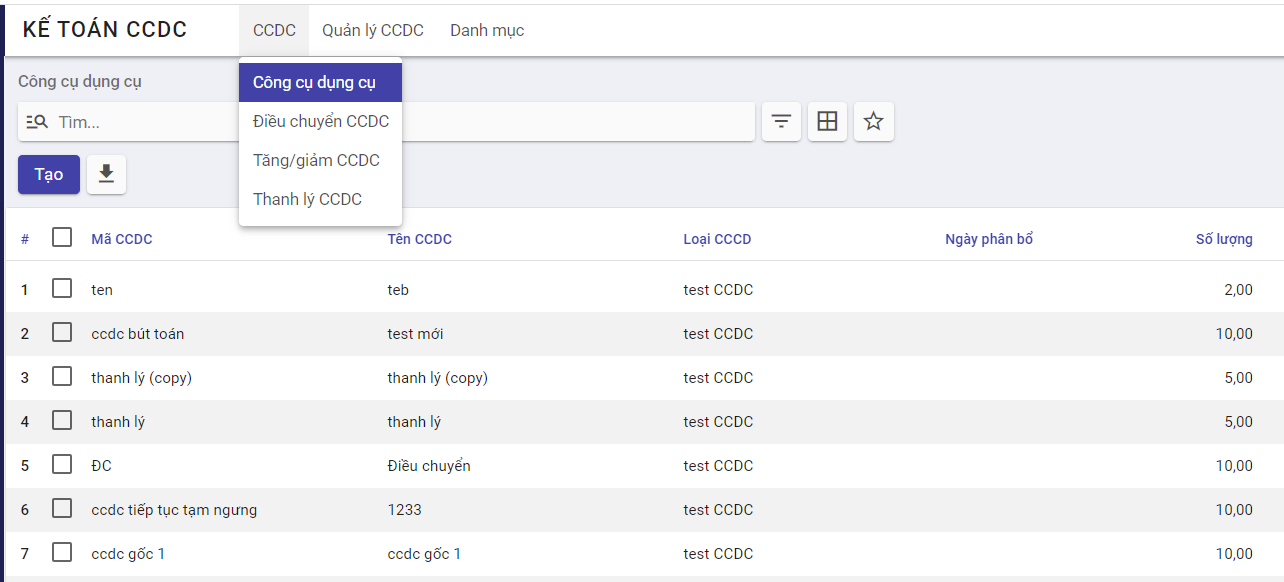 KẾ TOÁN CCDC CCDC Quản lý CCDC Danh mục
Công cụ dụng cụ
Công cụ dụng cụ
Điều chuyển CCDC
Tăng/giảm CCDC
Thanh lý CCDC
Tìm...
Tạo
# Mã CCDC Tên CCDC Loại CCCD Ngày phân bổ Số lượng
1 ten teb test CCDC 2,00
2 ccdc bút toán test mới test CCDC 10,00
3 thanh lý (copy) thanh lý (copy) test CCDC 5,00
4 thanh lý thanh lý test CCDC 5,00
5 ĐC Điều chuyển test CCDC 10,00
6 ccdc tiếp tục tạm ngưng 1233 test CCDC 10,00
7 ccdc gốc 1 ccdc gốc 1 test CCDC 10,00